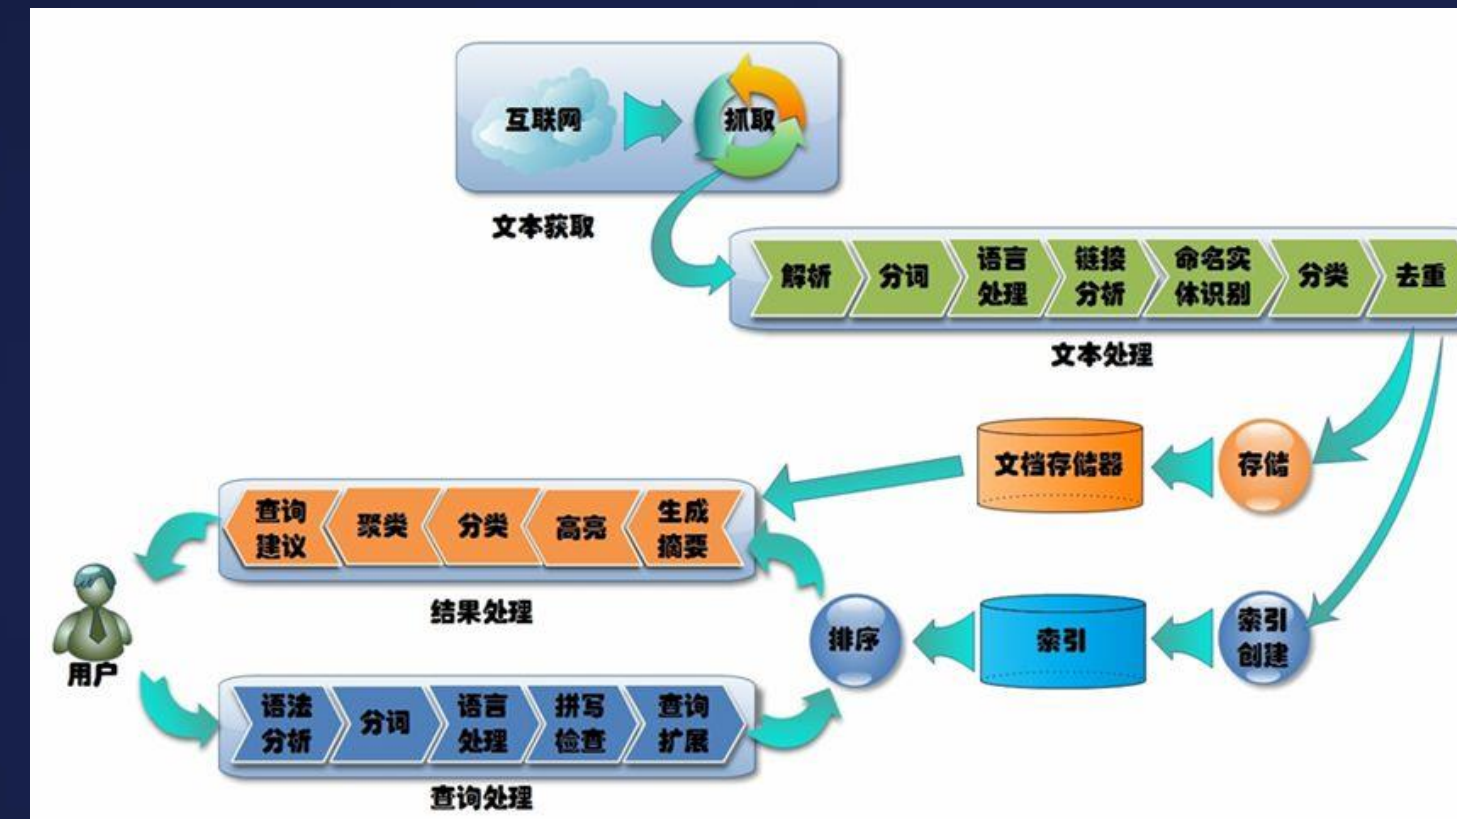 互联网
抓取
文本获取
解析
分词
语言
处理
链接
分析
命名实
体识别
分类
去重
文本处理
文档存储器
存储
查询
建议
聚类
分类
高亮
生成
摘要
结果处理
用户
排序
索引
索引
创建
语法
分析
分词
语言
处理
拼写
检查
查询
扩展
查询处理